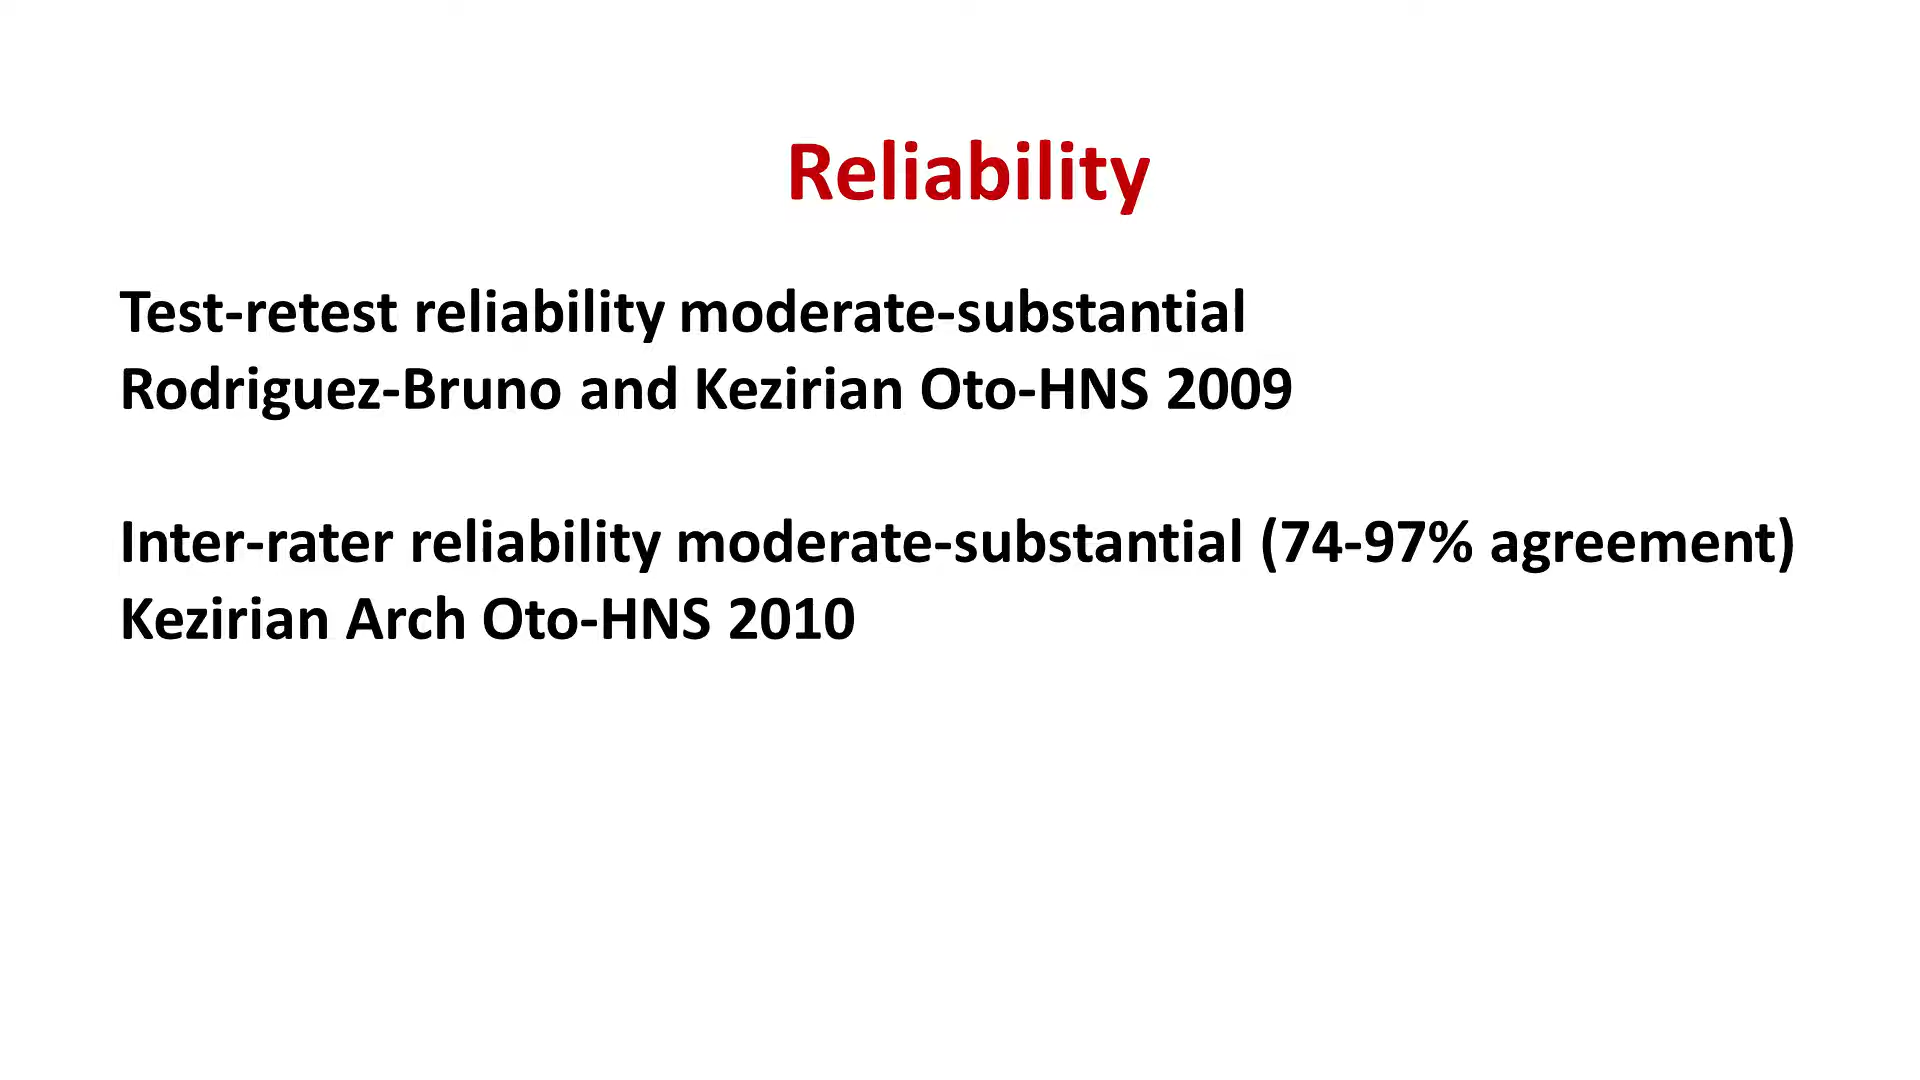 Reliability
Test-retest reliability moderate-substantial
Rodriguez-Bruno and Kezirian Oto-HNS 2009
Inter-rater reliability moderate-substantial (74-97% agreement)
Kezirian Arch Oto-HNS 2010